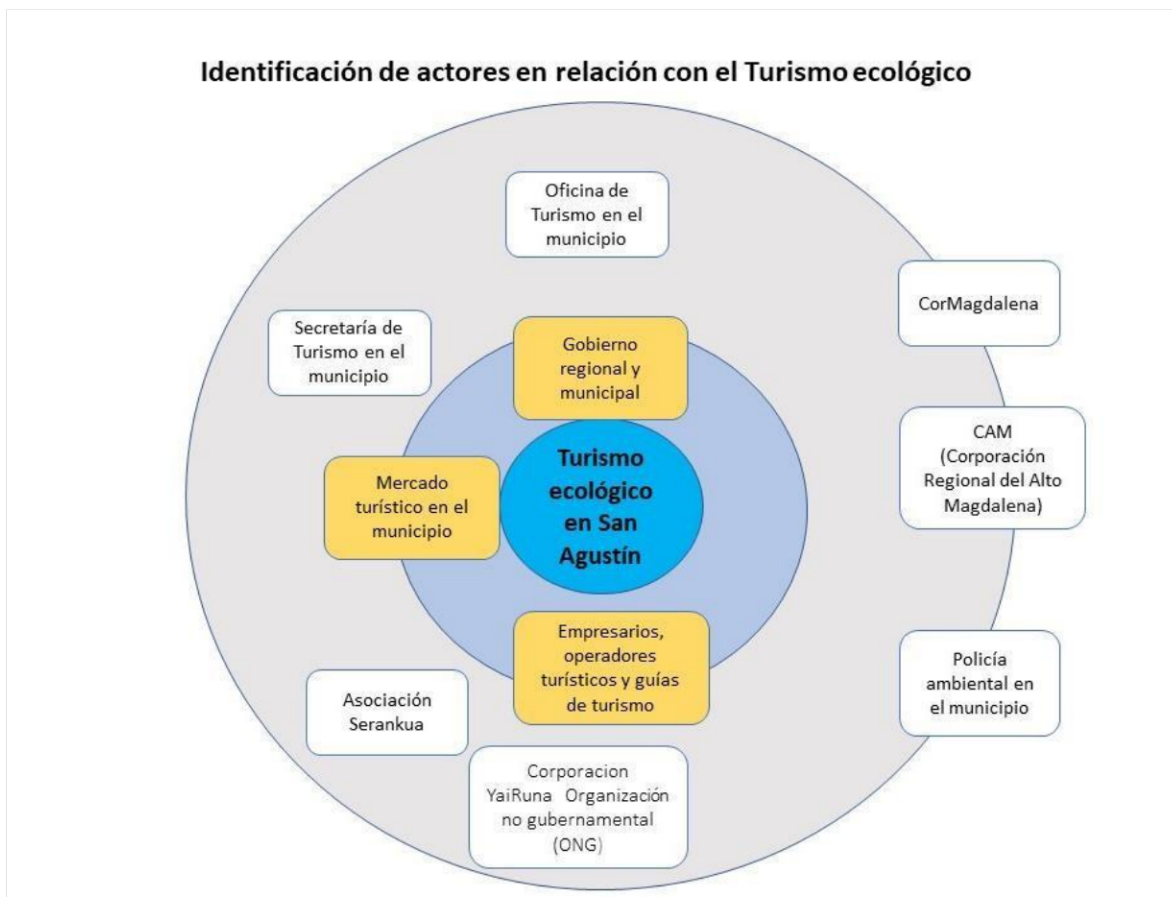 Identificación de actores en relación con el Turismo ecológico
Oficina de
Turismo en el
municipio
CorMagdalena
Secretaría de
Turismo en el
municipio
Gobierno
regional y
municipal
CAM
(Corporación
Regional del Alto
Magdalena)
Mercado
turístico en el
municipio
Turismo
ecológico
en San
Agustín
Empresarios,
operadores
turísticos y guías
de turismo
Policía
ambiental en
el municipio
Asociación
Serankua
Corporacion
YaiRuna Organización
no gubernamental
(ONG)